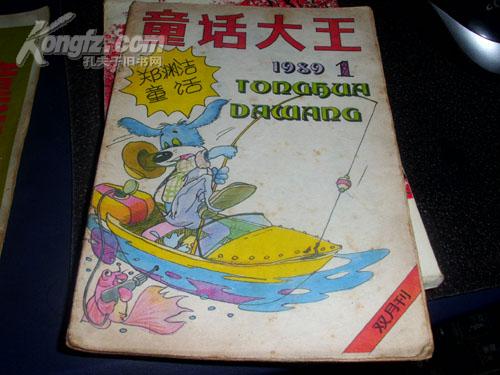 Kongfz.com
孔夫子旧书网
童话大王
1989 1
郑渊洁
童话
TONGHUA
DAWANG
双月刊